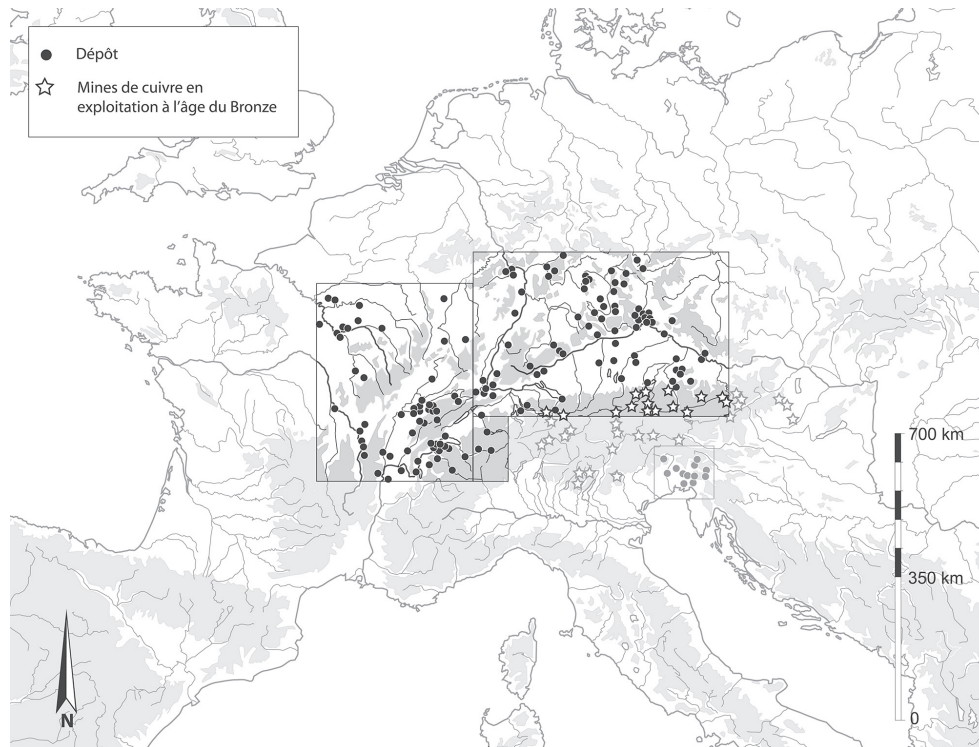 Dépôt
Mines de cuivre en
exploitation à l'âge du Bronze
700 km
350 km
0
N